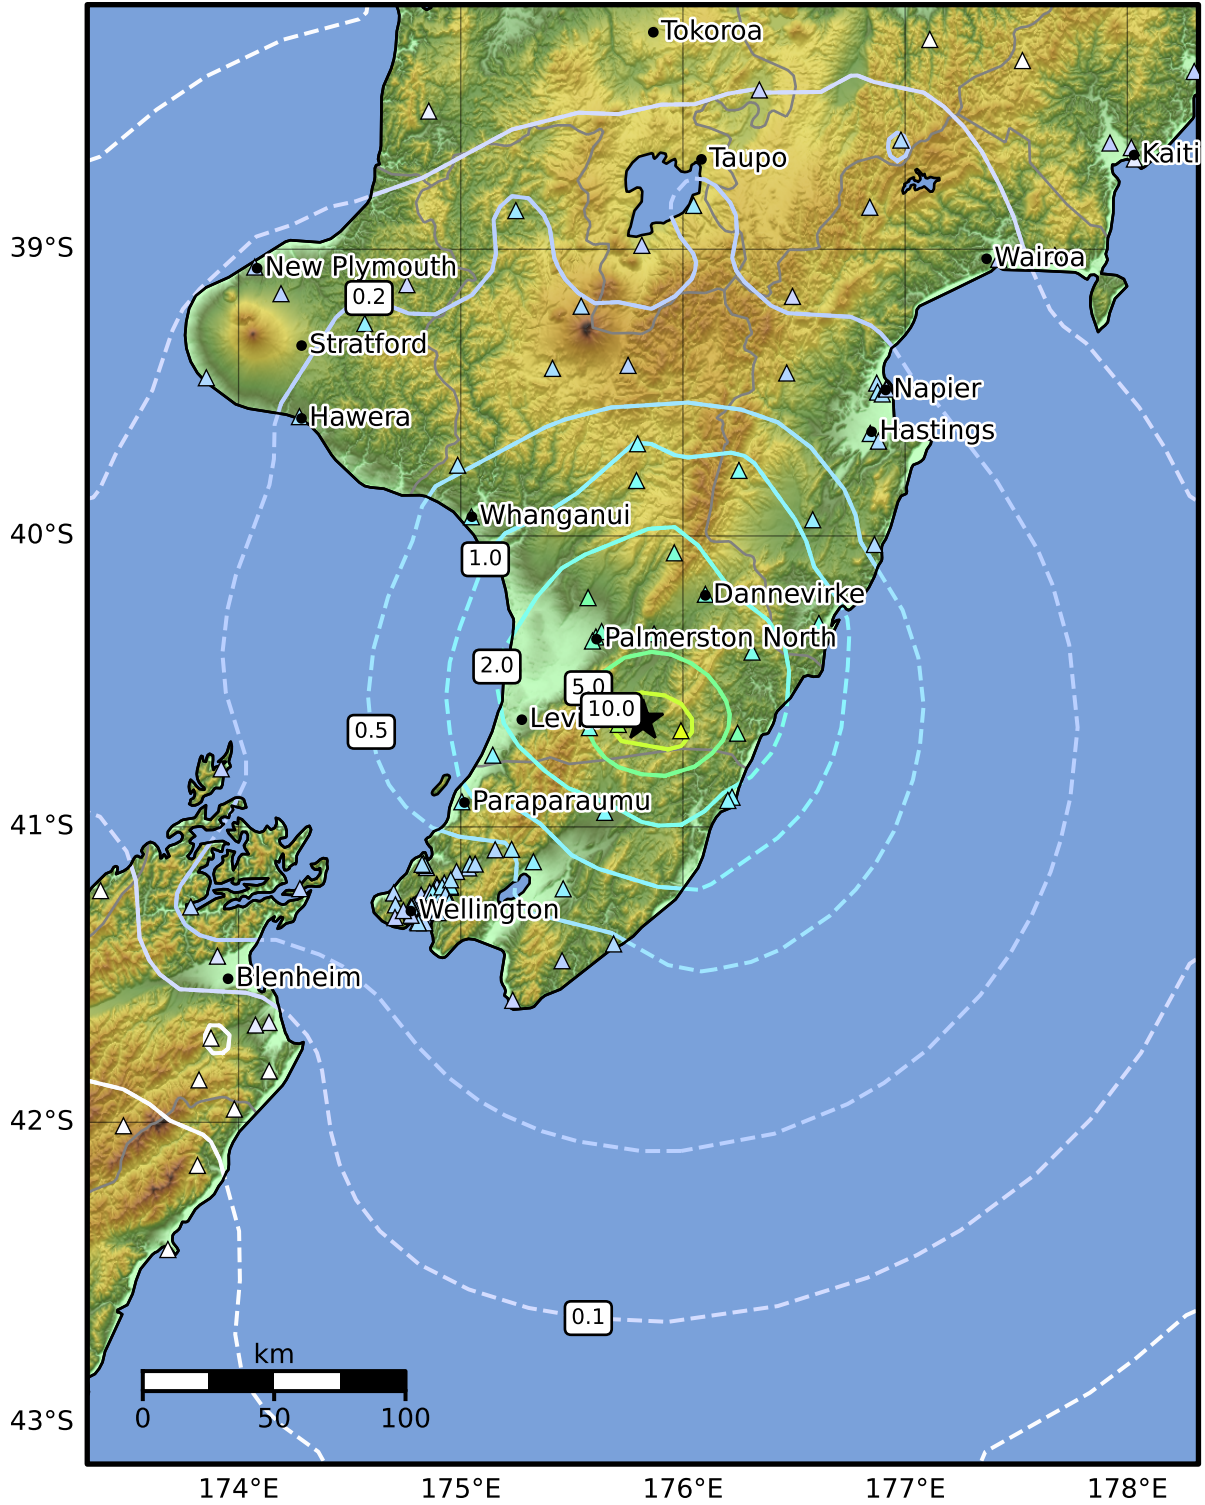 Tokoroa
Taupo
Kaiti
39°S
Wairoa
New Plymouth
0.2
Stratford
Napier
Hawera
Hastings
Whanganui
40°S
1.0
Dannevirke
Palmerston North
2.0
5.0
10.0
Levi
0.5
Paraparaumu
41°S
Wellington
Blenheim
42°S
0.1
km
0 50 100
43°S
174°E 175°E 176°E 177°E 178°E